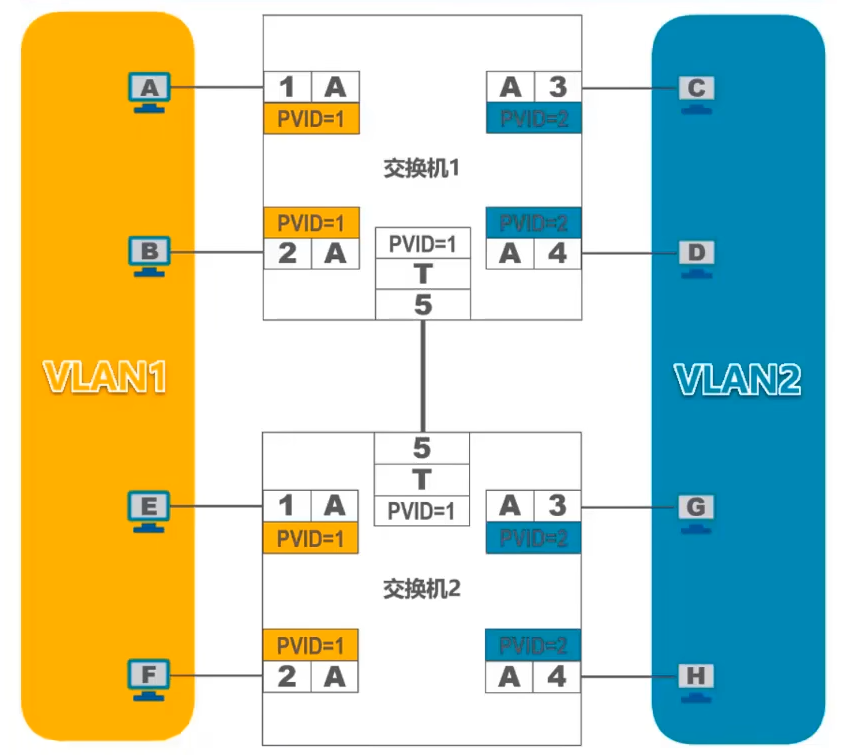 A
1 A
A 3
C
PVID=1
PVID=2
交换机1
PVID=1
PVID=2
B
2 A
PVID=1
A 4
D
T
5
VLAN1
VLAN2
5
T
E
1 A
PVID=1
A 3
G
PVID=1
PVID=2
交换机2
PVID=1
PVID=2
F
2 A
A 4
H